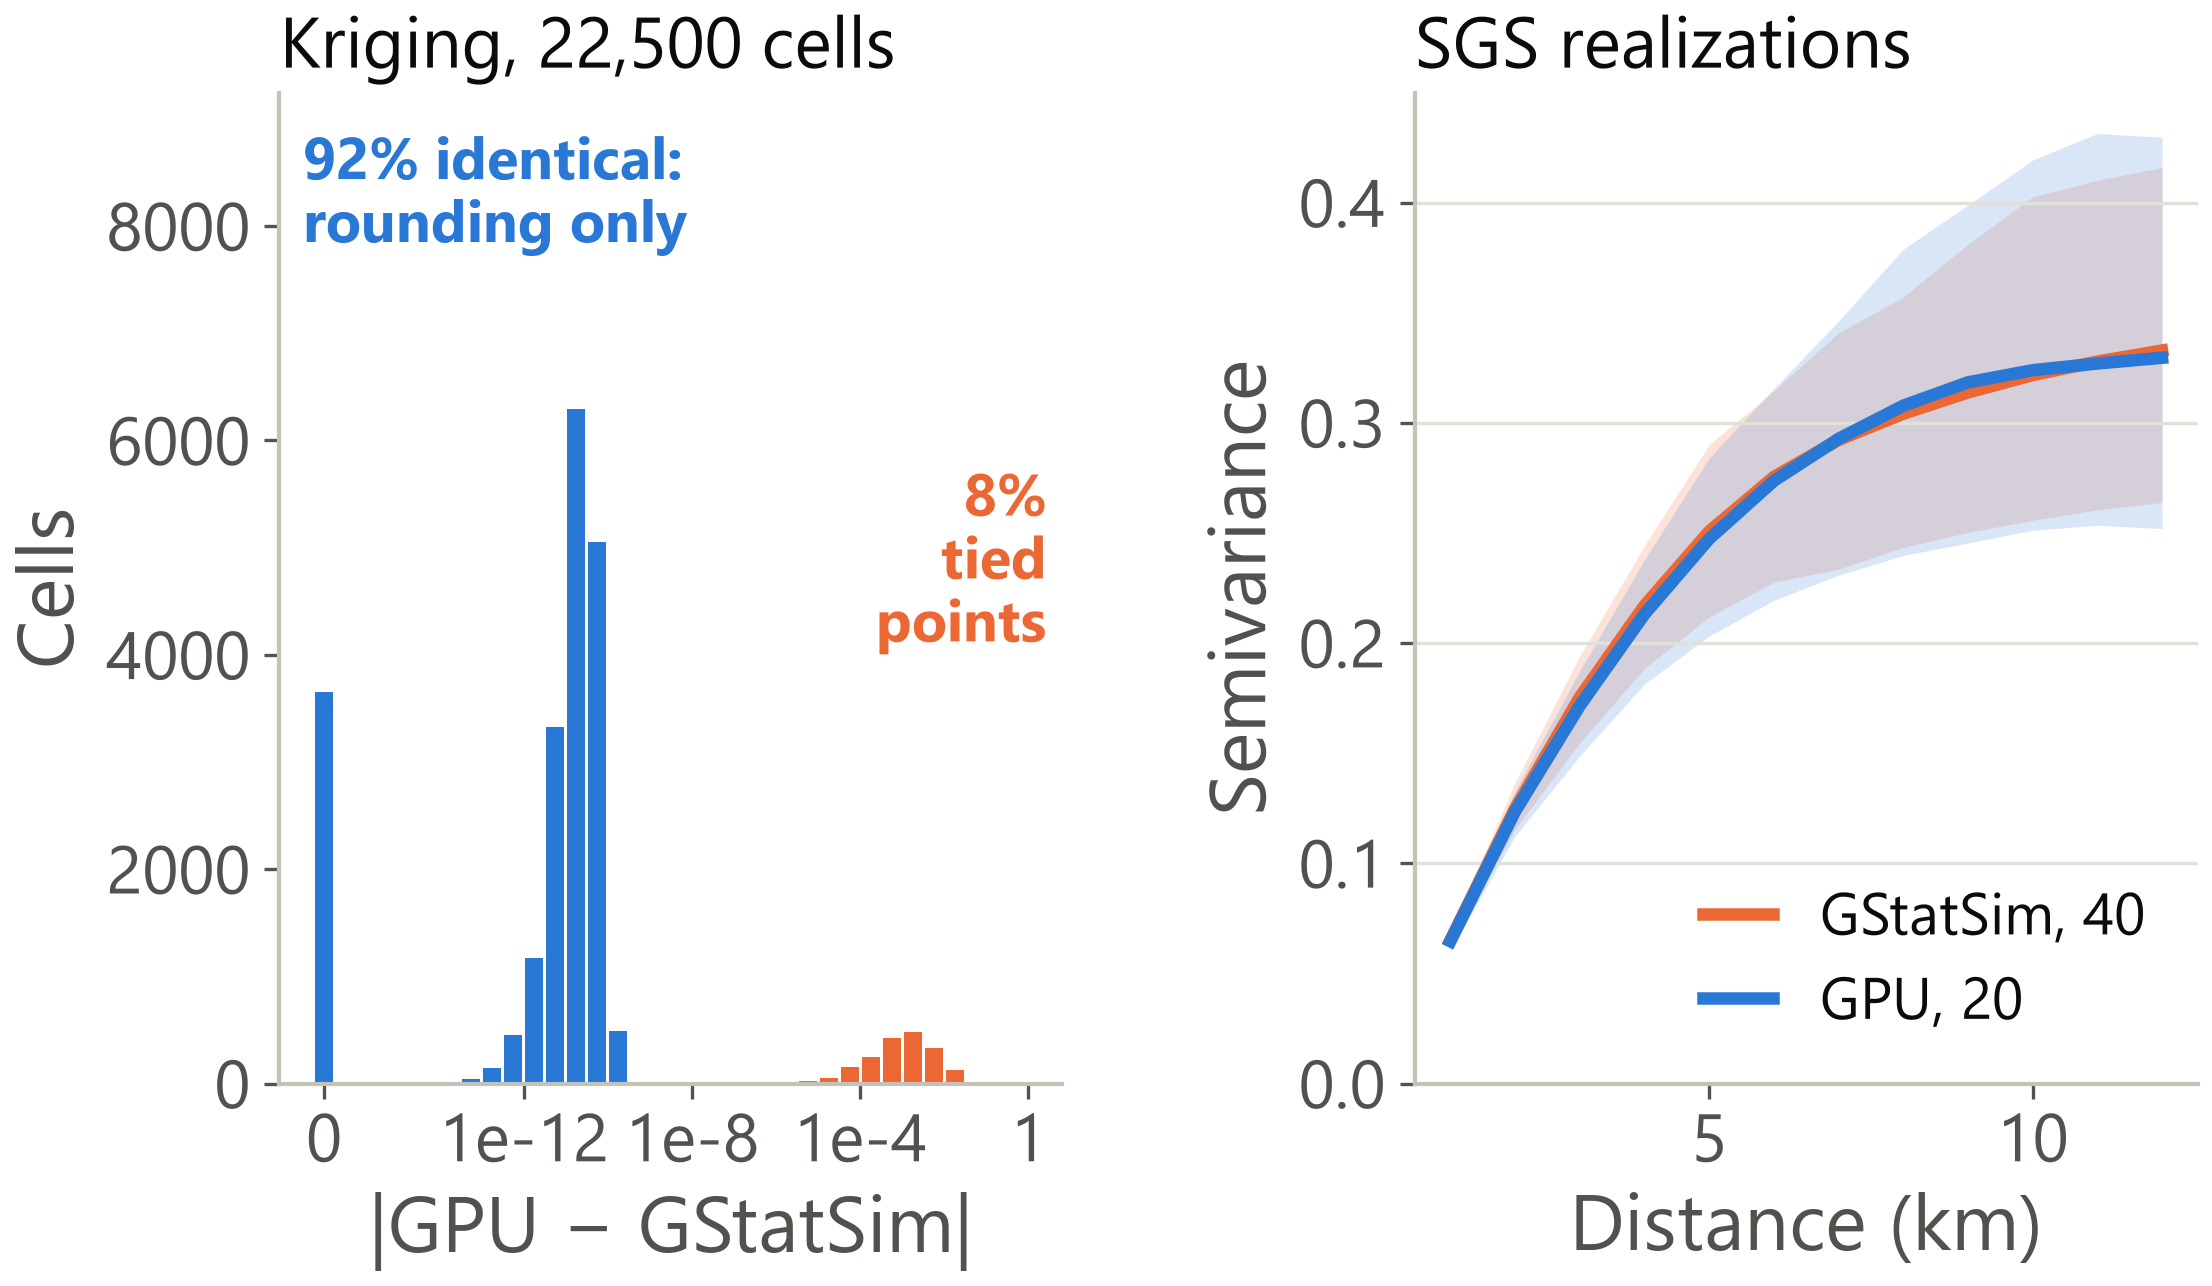 Kriging, 22,500 cells
92% identical:
rounding only
8%
tied
points
8000
6000
4000
2000
0
Cells
0
1e-12
1e-8
1e-4
1
|GPU − GStatSim|
SGS realizations
0.4
0.3
0.2
0.1
0.0
Semivariance
GStatSim, 40
GPU, 20
5
10
Distance (km)